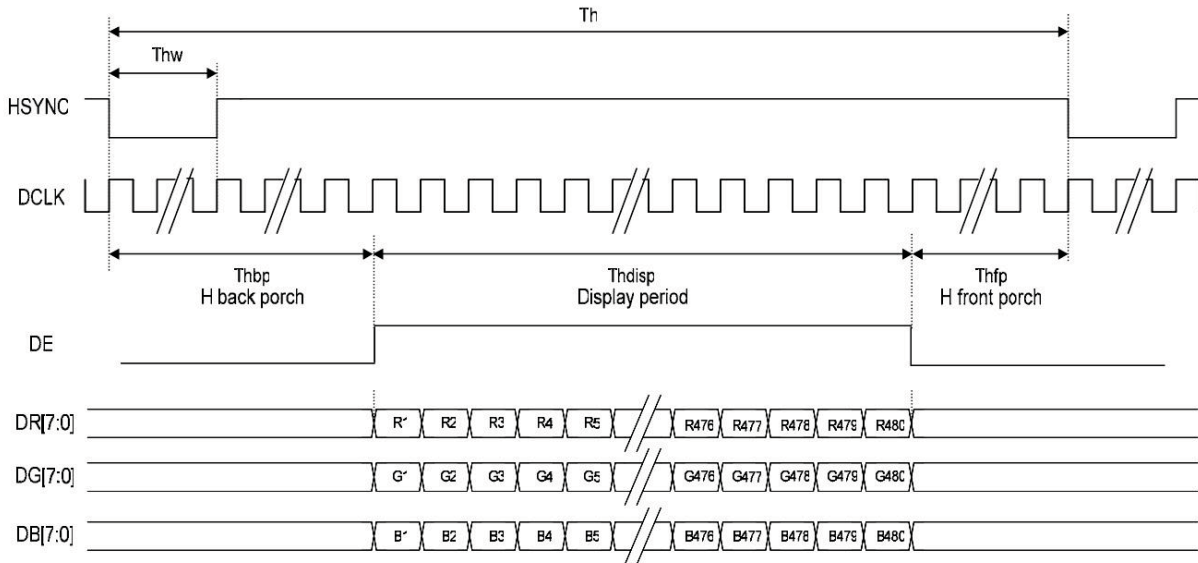 Th
Thw
HSYNC
DCLK
Thbp
H back porch
Thdisp
Display period
Thfp
H front porch
DE
DR[7:0] R1 R2 R3 R4 R5 R476 R477 R478 R479 R480
DG[7:0] G1 G2 G3 G4 G5 G476 G477 G478 G479 G480
DB[7:0] B1 B2 B3 B4 B5 B476 B477 B478 B479 B480